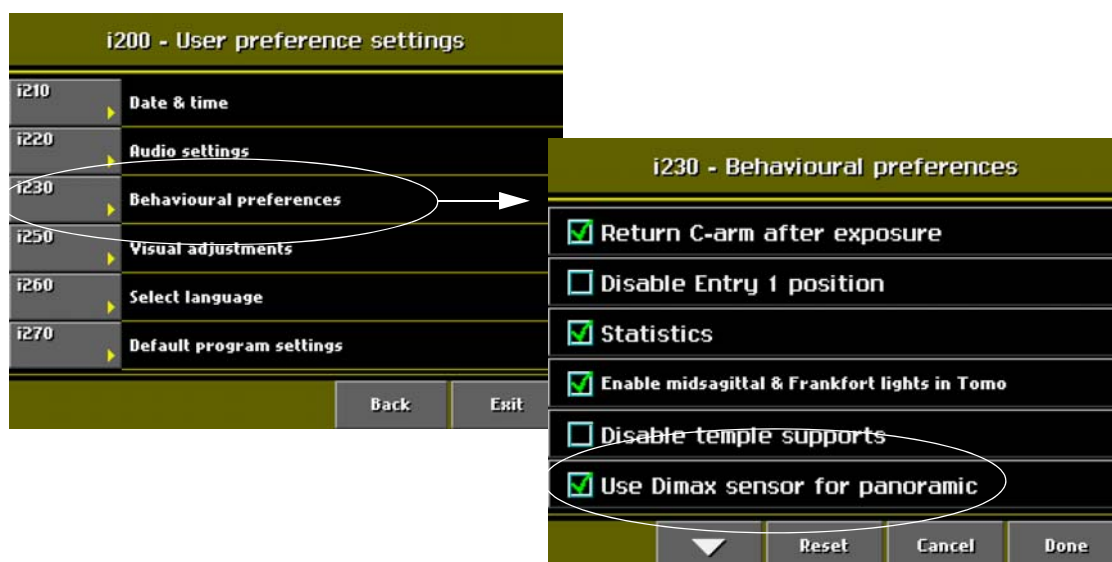 i200 - User preference settings
i210
Date & time
i220
Audio settings
i230
Behavioural preferences
i250
Visual adjustments
i260
Select language
i270
Default program settings
Back
Exit
i230 - Behavioural preferences
Return C-arm after exposure
Disable Entry 1 position
Statistics
Enable midsagittal & Frankfort lights in Tomo
Disable temple supports
Use Dimax sensor for panoramic
Reset
Cancel
Done